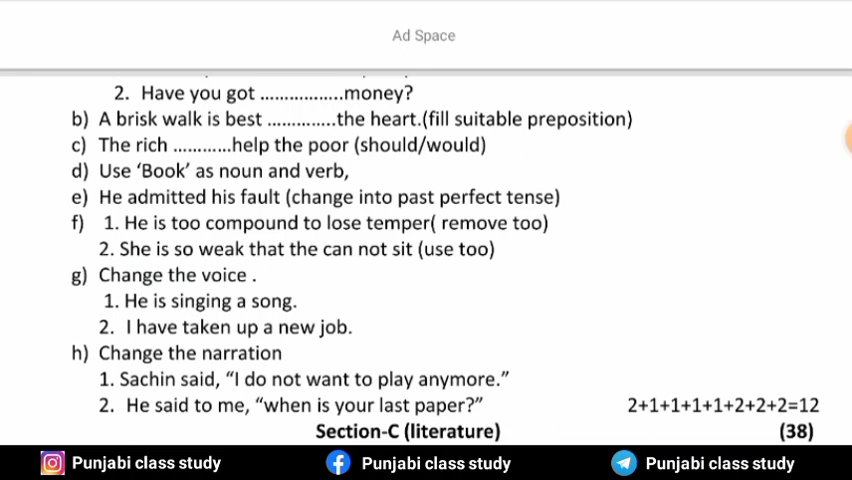 Ad Space
2. Have you got .................money?
b) A brisk walk is best ..............the heart.(fill suitable preposition)
c) The rich ............help the poor (should/would)
d) Use ‘Book’ as noun and verb,
e) He admitted his fault (change into past perfect tense)
f) 1. He is too compound to lose temper( remove too)
2. She is so weak that the can not sit (use too)
g) Change the voice .
1. He is singing a song.
2. I have taken up a new job.
h) Change the narration
1. Sachin said, “I do not want to play anymore.”
2. He said to me, “when is your last paper?” 2+1+1+1+1+2+2+2=12
Section-C (literature) (38)
Punjabi class study Punjabi class study Punjabi class study